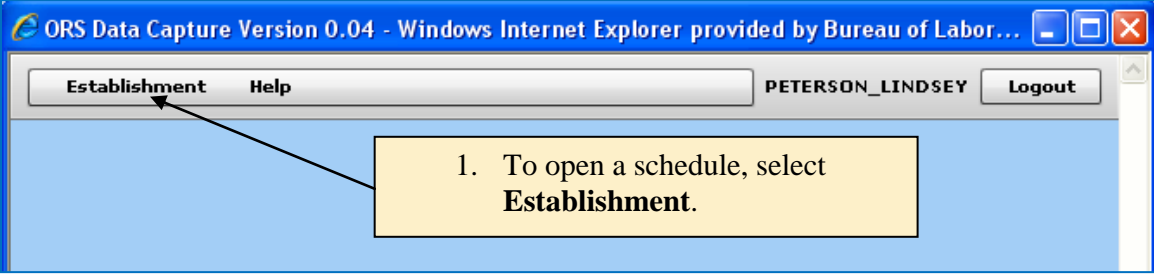 ORS Data Capture Version 0.04 - Windows Internet Explorer provided by Bureau of Labor...
Establishment Help PETERSON_LINDSEY Logout
1. To open a schedule, select
Establishment.